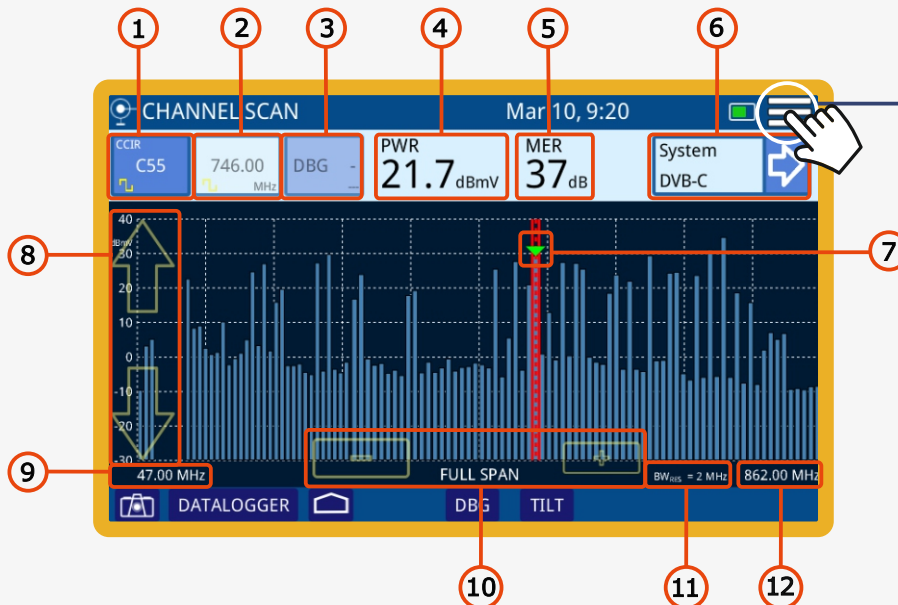 1 2 3 4 5 6
CHANNEL SCAN Mar 10, 9:20
CCIR
C55
746.00
MHz
DBG -
PWR
21.7 dBmV
MER
37 dB
System
DVB-C
40
dBmV
30
20
10
0
-10
-20
-30
8
7
9
47.00 MHz FULL SPAN BWRES = 2 MHz 862.00 MHz
DATALOGGER DBG TILT
10 11 12